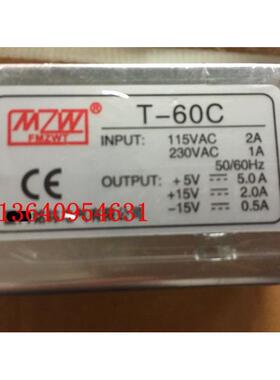 MZW®
FMZWT
T-60C
INPUT: 115VAC 2A
230VAC 1A
50/60Hz
CE
OUTPUT: +5V 5.0A
+15V 2.0A
-15V 0.5A
13640954631